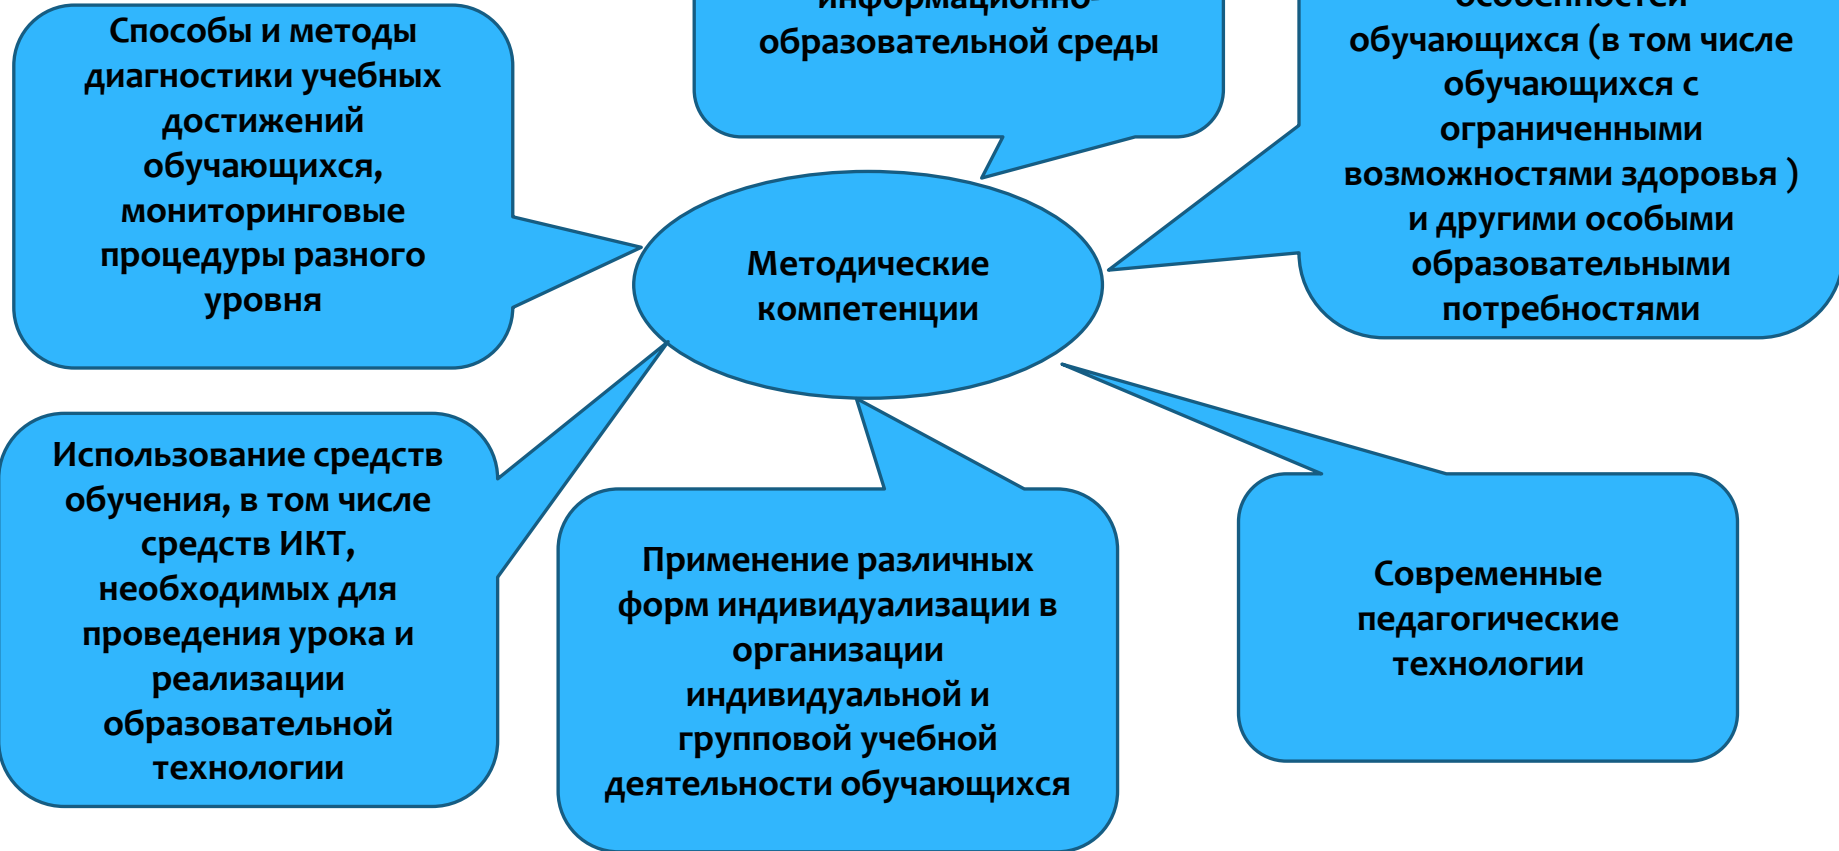 Способы и методы
диагностики учебных
достижений
обучающихся,
мониторинговые
процедуры разного
уровня
информационно-
образовательной среды
особенностей
обучающихся (в том числе
обучающихся с
ограниченными
возможностями здоровья )
и другими особыми
образовательными
потребностями
Методические
компетенции
Использование средств
обучения, в том числе
средств ИКТ,
необходимых для
проведения урока и
реализации
образовательной
технологии
Применение различных
форм индивидуализации в
организации
индивидуальной и
групповой учебной
деятельности обучающихся
Современные
педагогические
технологии